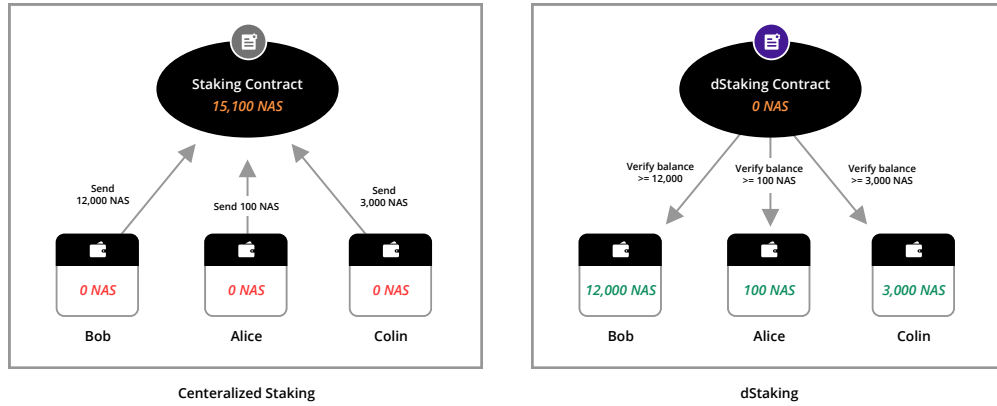 Staking Contract
15,100 NAS
Send
12,000 NAS
Send 100 NAS
Send
3,000 NAS
0 NAS
0 NAS
0 NAS
Bob
Alice
Colin
Centeralized Staking
dStaking Contract
0 NAS
Verify balance
>= 12,000
Verify balance
>= 100 NAS
Verify balance
>= 3,000 NAS
12,000 NAS
100 NAS
3,000 NAS
Bob
Alice
Colin
dStaking